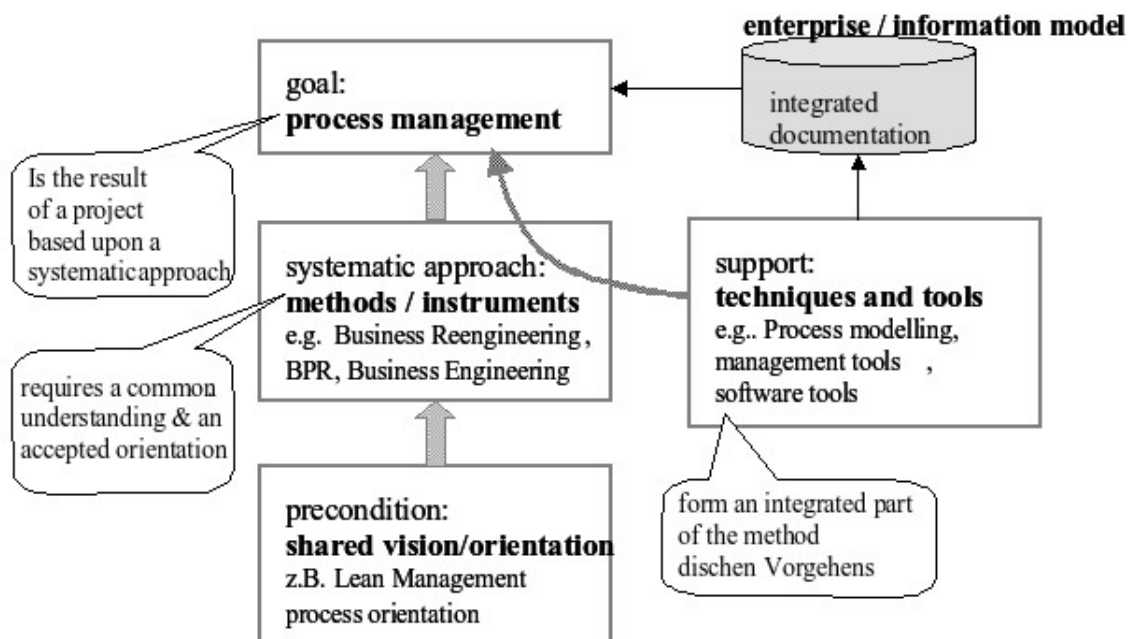 enterprise / information model
goal:
process management
integrated
documentation
Is the result
of a project
based upon a
systematic approach
systematic approach:
methods / instruments
e.g. Business Reengineering,
BPR, Business Engineering
support:
techniques and tools
e.g.. Process modelling,
management tools ,
software tools
requires a common
understanding & an
accepted orientation
precondition:
shared vision/orientation
z.B. Lean Management
process orientation
form an integrated part
of the method
dischen Vorgehens